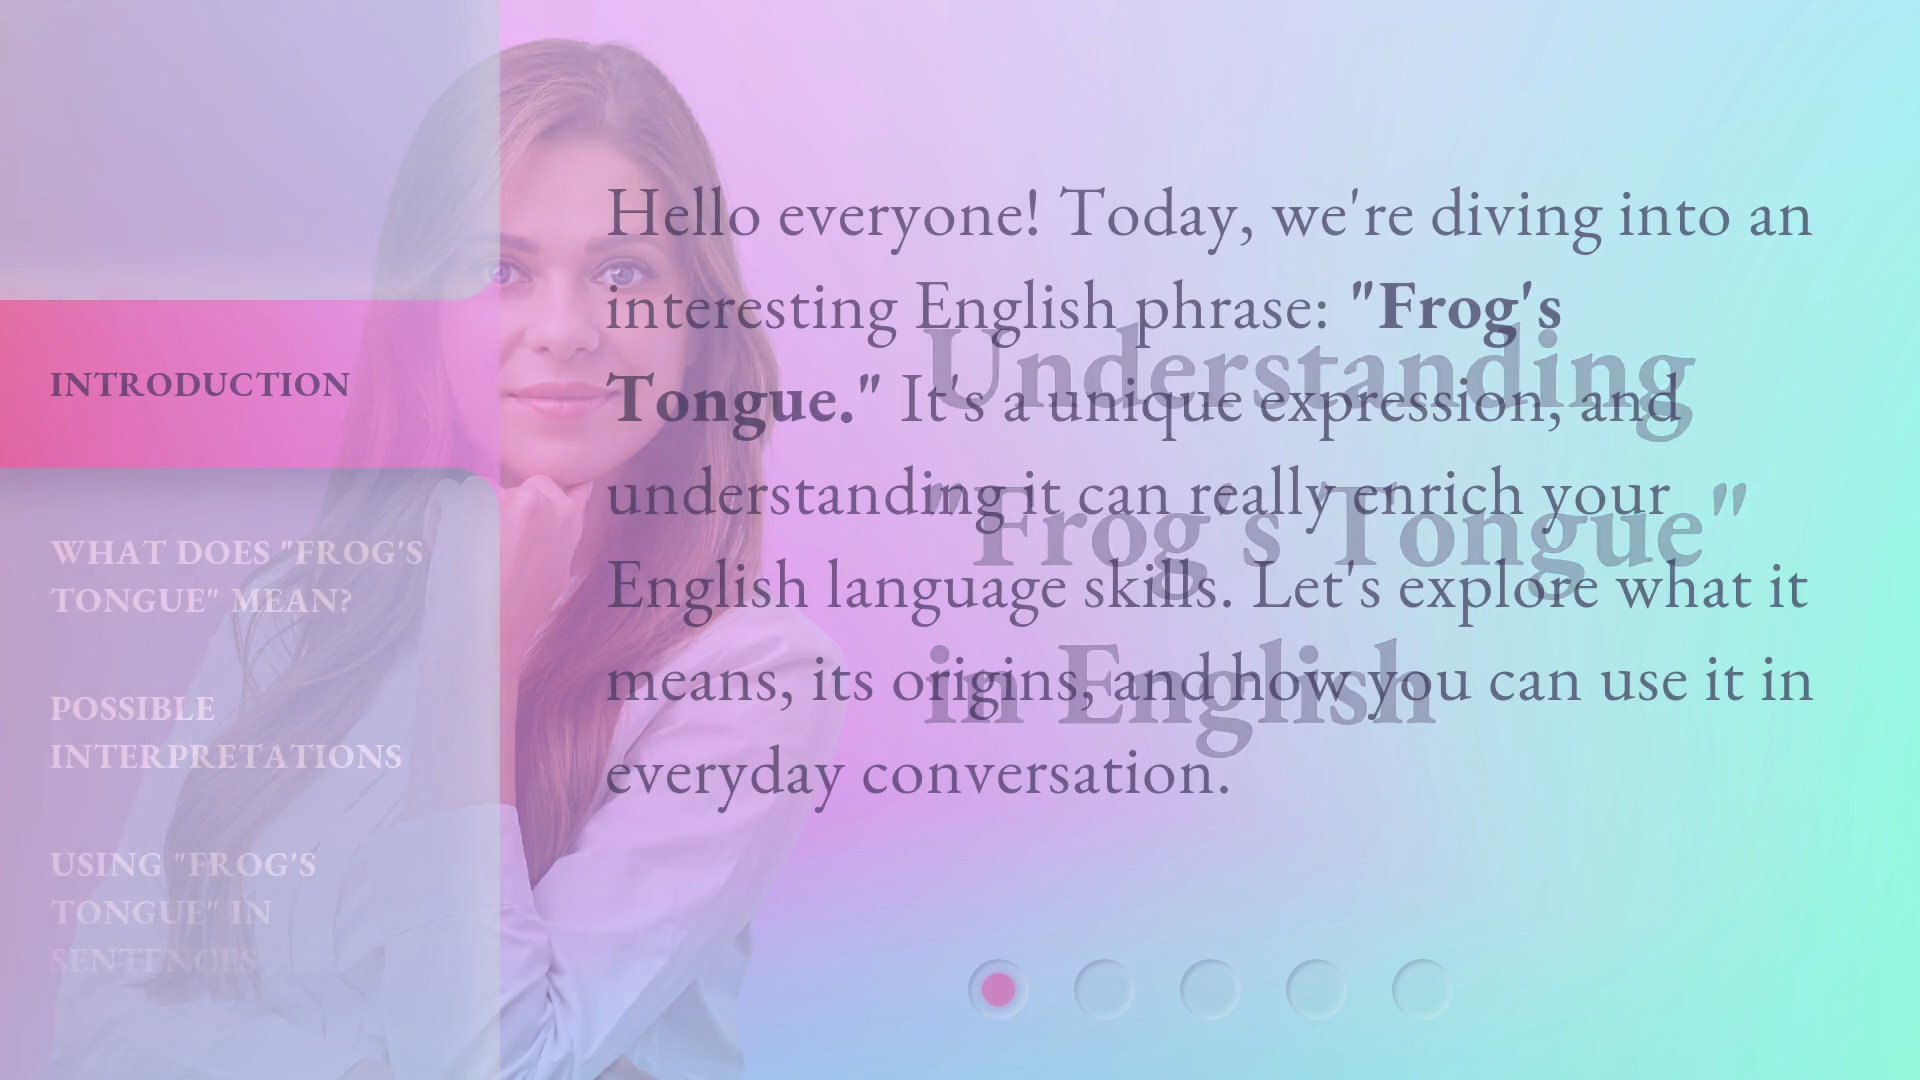 INTRODUCTION
WHAT DOES "FROG'S
TONGUE" MEAN?
POSSIBLE
INTERPRETATIONS
USING "FROG'S
TONGUE" IN
SENTENCES
Hello everyone! Today, we're diving into an
interesting English phrase: "Frog's
Tongue." It's a unique expression, and
understanding it can really enrich your
English language skills. Let's explore what it
means, its origins, and how you can use it in
everyday conversation.
Understanding
"Frog's Tongue"
in English